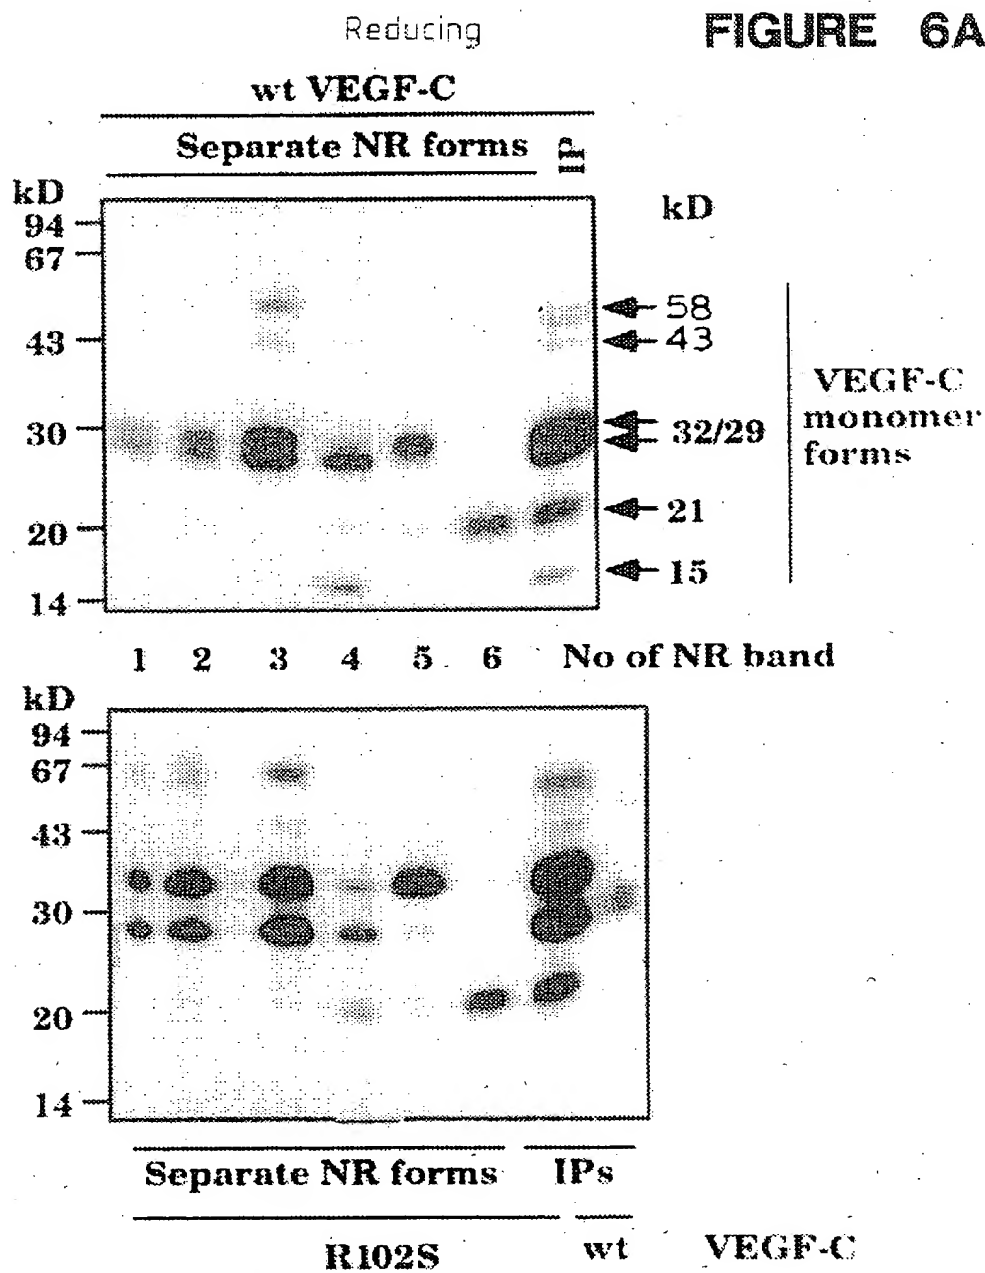 Reducing FIGURE 6A
wt VEGF-C
Separate NR forms IP
kD kD
94
67
58
43 43
VEGF-C
30 32/29 monomer
forms
21
20
15
14
1 2 3 4 5 6 No of NR band
kD
94
67
43
30
20
14
Separate NR forms IPs
R102S wt VEGF-C